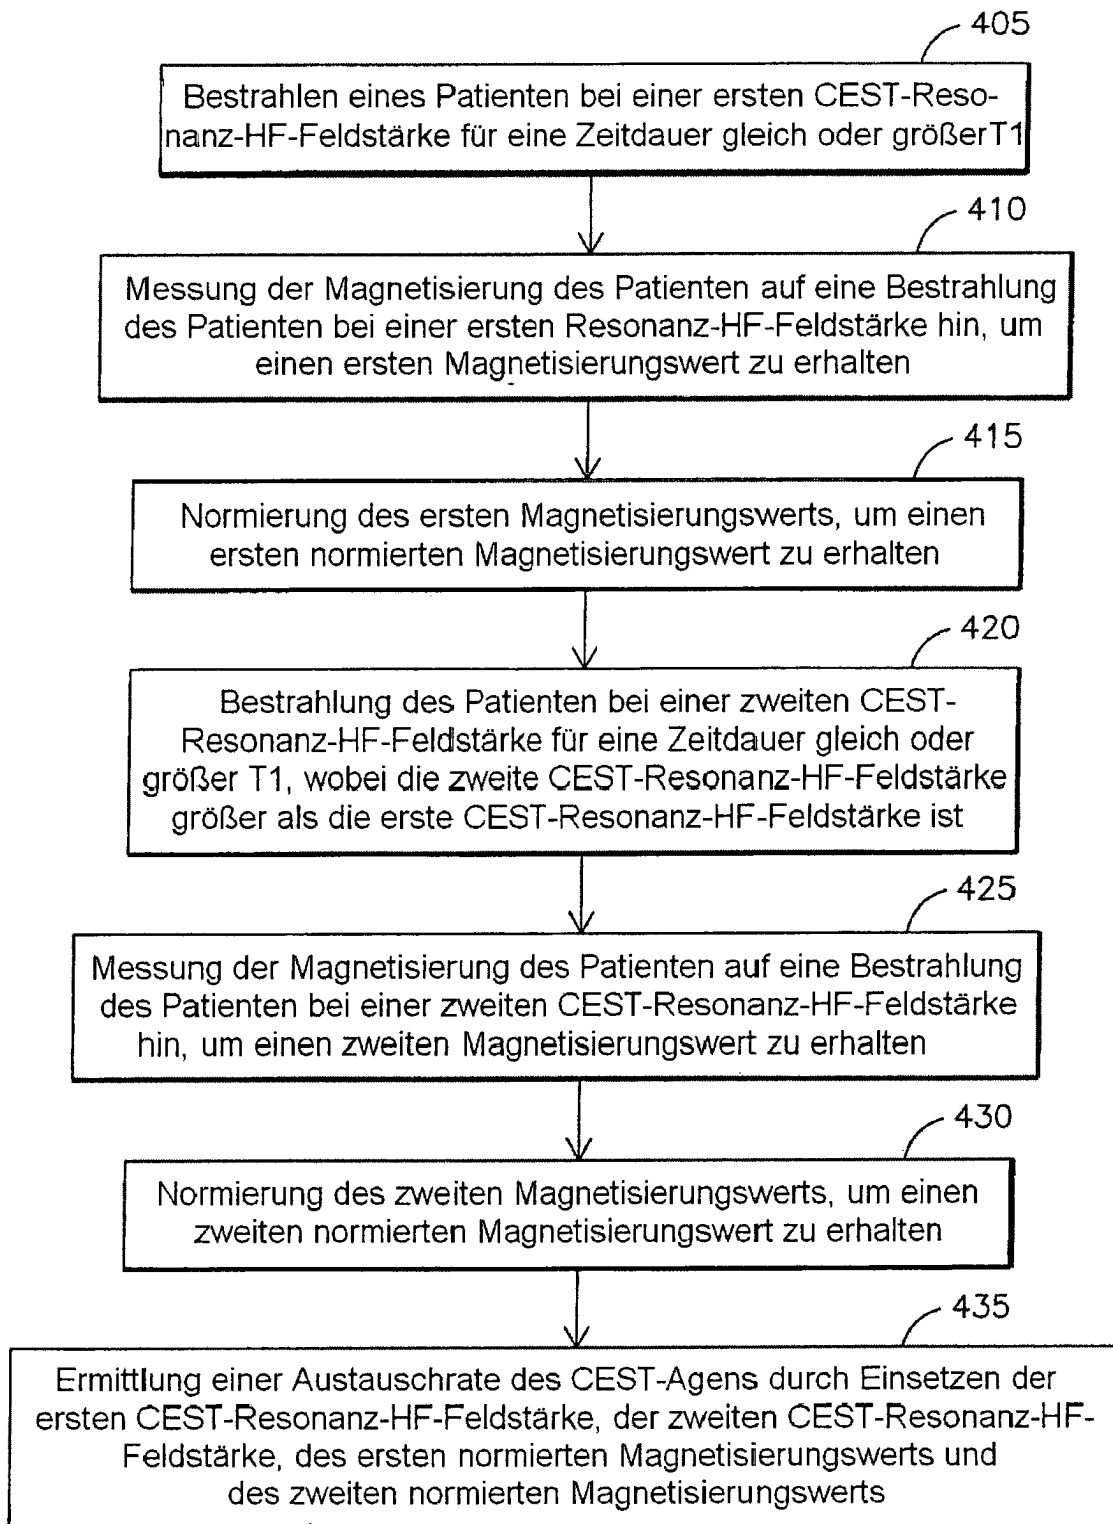 405
Bestrahlen eines Patienten bei einer ersten CEST-Reso-
nanz-HF-Feldstärke für eine Zeitdauer gleich oder größer T1
410
Messung der Magnetisierung des Patienten auf eine Bestrahlung
des Patienten bei einer ersten Resonanz-HF-Feldstärke hin, um
einen ersten Magnetisierungswert zu erhalten
415
Normierung des ersten Magnetisierungswerts, um einen
ersten normierten Magnetisierungswert zu erhalten
420
Bestrahlung des Patienten bei einer zweiten CEST-
Resonanz-HF-Feldstärke für eine Zeitdauer gleich oder
größer T1, wobei die zweite CEST-Resonanz-HF-Feldstärke
größer als die erste CEST-Resonanz-HF-Feldstärke ist
425
Messung der Magnetisierung des Patienten auf eine Bestrahlung
des Patienten bei einer zweiten CEST-Resonanz-HF-Feldstärke
hin, um einen zweiten Magnetisierungswert zu erhalten
430
Normierung des zweiten Magnetisierungswerts, um einen
zweiten normierten Magnetisierungswert zu erhalten
435
Ermittlung einer Austauschrate des CEST-Agens durch Einsetzen der
ersten CEST-Resonanz-HF-Feldstärke, der zweiten CEST-Resonanz-HF-
Feldstärke, des ersten normierten Magnetisierungswerts und
des zweiten normierten Magnetisierungswerts